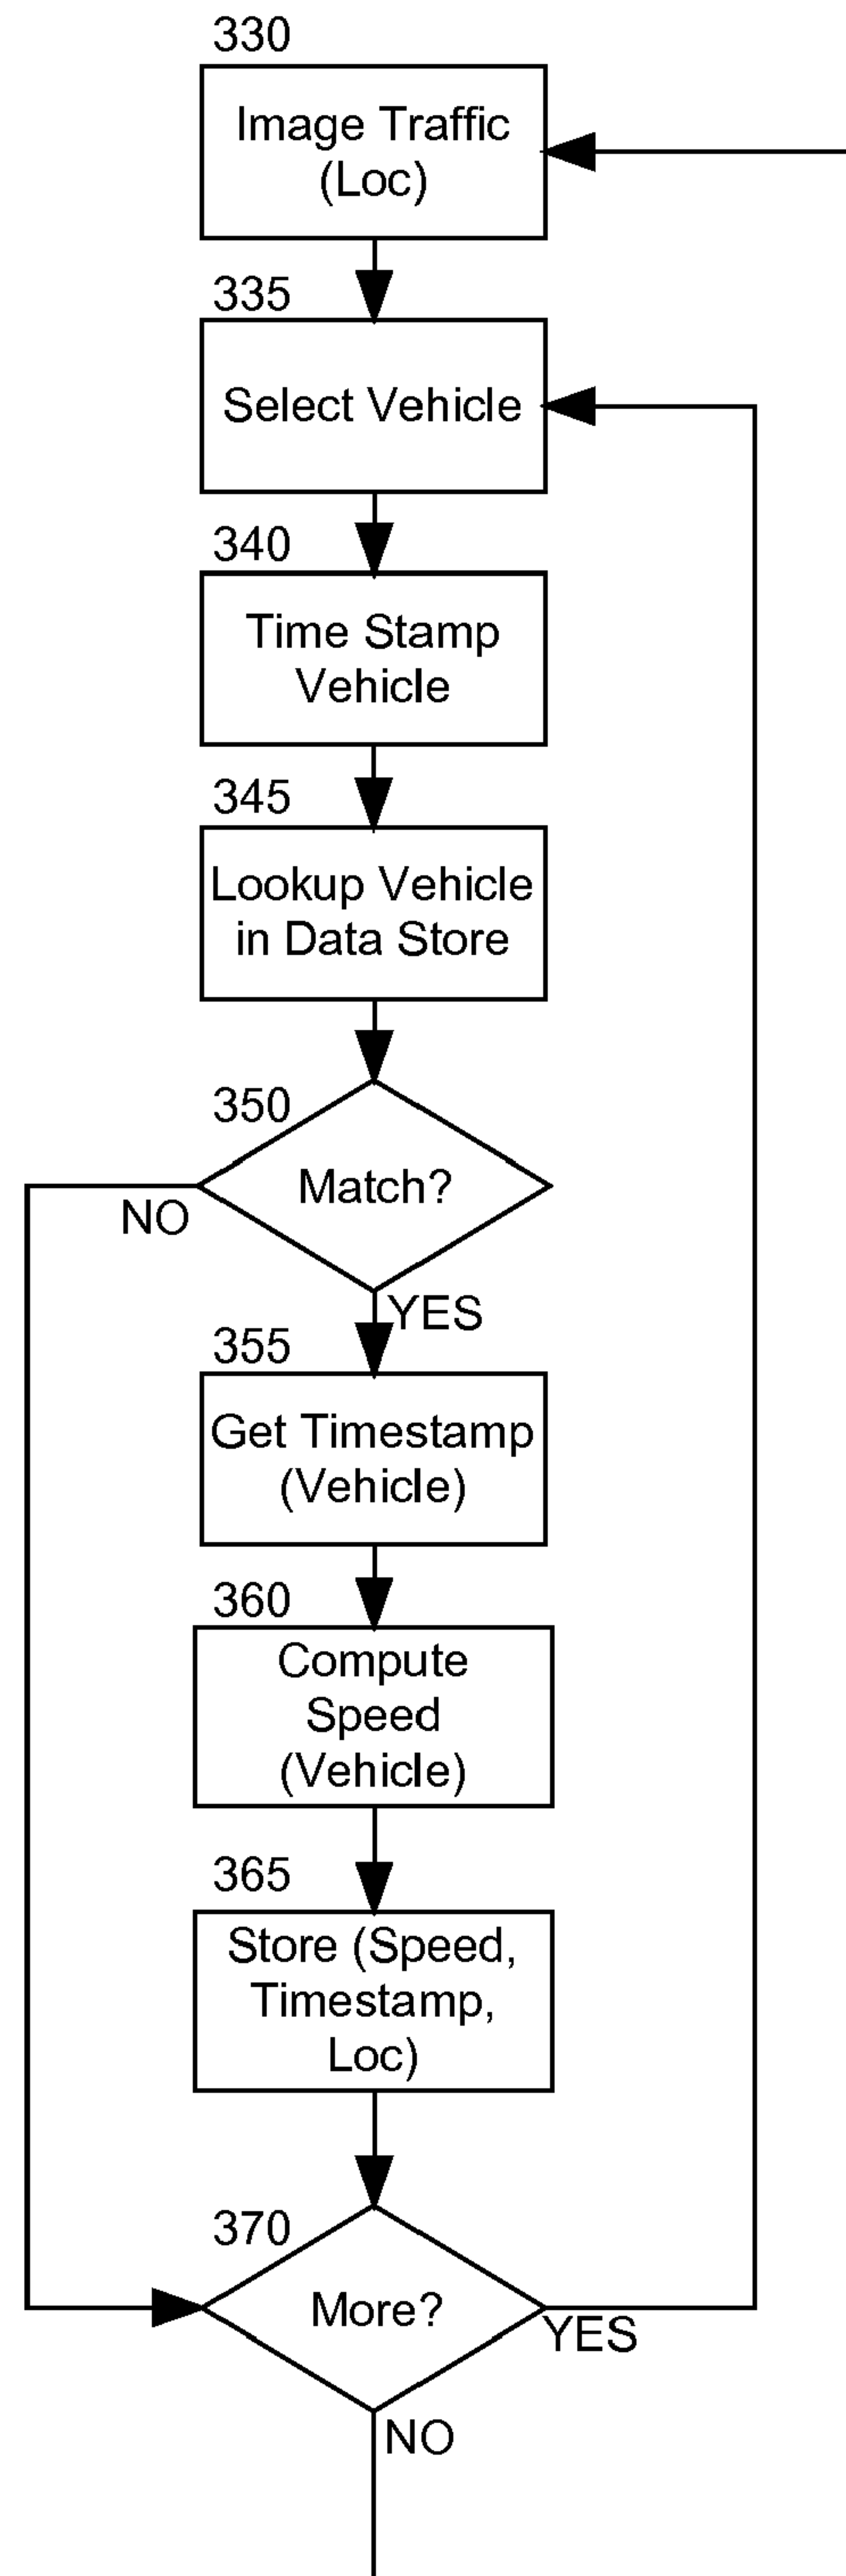 330
Image Traffic
(Loc)
335
Select Vehicle
340
Time Stamp
Vehicle
345
Lookup Vehicle
in Data Store
350
Match?
NO
YES
355
Get Timestamp
(Vehicle)
360
Compute
Speed
(Vehicle)
365
Store (Speed,
Timestamp,
Loc)
370
More?
YES
NO